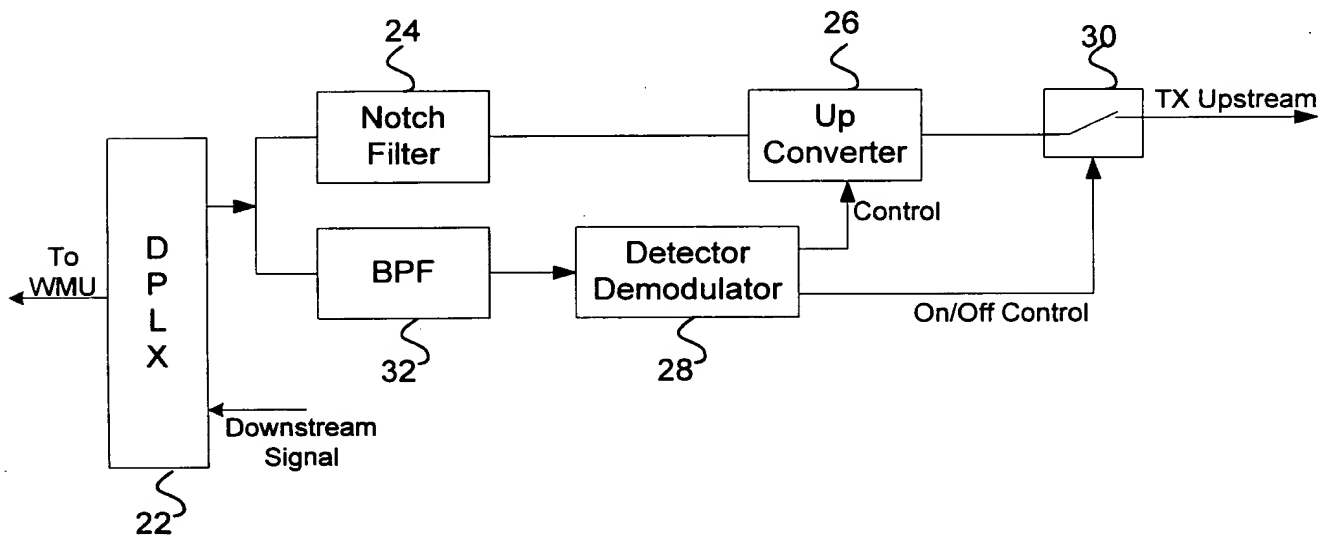 24
26
30
Notch
Filter
Up
Converter
TX Upstream
Control
D
P
L
X
To
WMU
BPF
Detector
Demodulator
On/Off Control
32
28
Downstream
Signal
22